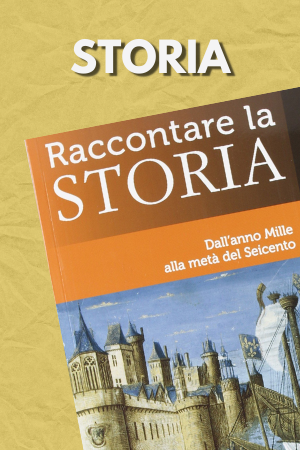 STORIA
Raccontare la
STORIA
Dall'anno Mille
alla metà del Seicento